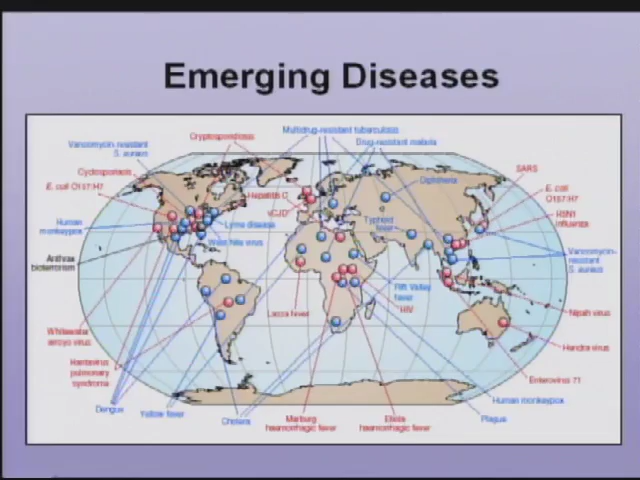 Emerging Diseases
Multidrug-resistant tuberculosis
Cryptosporidiosis
Drug-resistant malaria
Vancomycin-resistant
S. aureus
Cyclosporiasis
SARS
Diphtheria
E. coli O157:H7
E. coli
O157:H7
Hepatitis C
vCJD
H5N1
influenza
Human
monkeypox
Lyme disease
Typhoid
fever
West Nile virus
Anthrax
bioterrorism
Vancomycin-
resistant
S. aureus
Rift Valley
fever
HIV
Lassa fever
Nipah virus
Whitewater
arroyo virus
Hendra virus
Hantavirus
pulmonary
syndrome
Enterovirus 71
Human monkeypox
Dengue
Yellow fever
Cholera
Marburg
haemorrhagic fever
Ebola
haemorrhagic fever
Plague